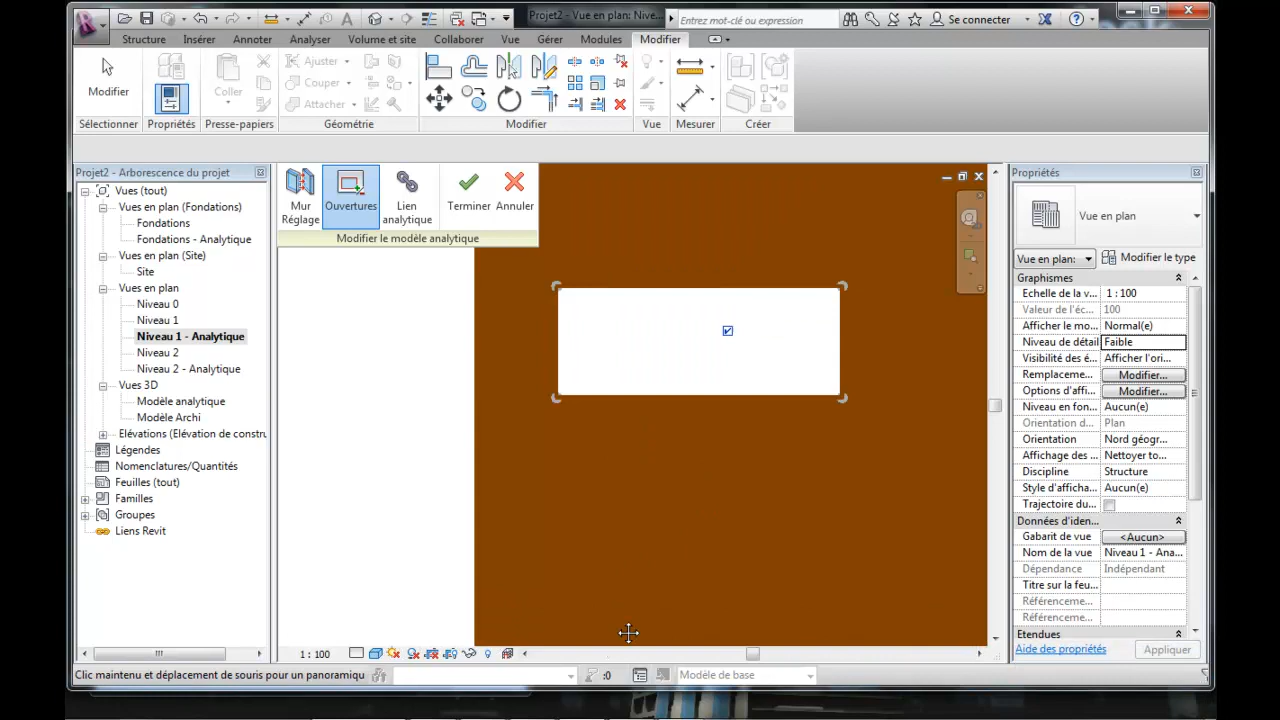 Projet2 - Vue en plan: Nive...
Entrez mot-clé ou expression
Se connecter
Structure Insérer Annoter Analyser Volume et site Collaborer Vue Gérer Modules Modifier
Modifier
Coller
Ajuster
Couper
Attacher
Sélectionner Propriétés Presse-papiers Géométrie Modifier Vue Mesurer Créer
Projet2 - Arborescence du projet
Vues (tout)
Vues en plan (Fondations)
Fondations
Fondations - Analytique
Vues en plan (Site)
Site
Vues en plan
Niveau 0
Niveau 1
Niveau 1 - Analytique
Niveau 2
Niveau 2 - Analytique
Vues 3D
Modèle analytique
Modèle Archi
Elévations (Elévation de constru
Légendes
Nomenclatures/Quantités
Feuilles (tout)
Familles
Groupes
Liens Revit
Mur
Réglage
Ouvertures
Lien
analytique
Terminer
Annuler
Modifier le modèle analytique
1 : 100
Propriétés
Vue en plan
Vue en plan:
Modifier le type
Graphismes
Echelle de la v... 1 : 100
Valeur de l'éc... 100
Afficher le mo... Normal(e)
Niveau de détail Faible
Visibilité des é... Afficher l'ori...
Remplaceme... Modifier...
Options d'affi... Modifier...
Niveau en fon... Aucun(e)
Orientation d... Plan
Orientation Nord géogr...
Affichage des ... Nettoyer to...
Discipline Structure
Style d'afficha... Aucun(e)
Trajectoire du...
Données d'iden...
Gabarit de vue <Aucun>
Nom de la vue Niveau 1 - Ana...
Dépendance Indépendant
Titre sur la feu...
Référenceme...
Référenceme...
Etendues
Aide des propriétés Appliquer
Clic maintenu et déplacement de souris pour un panoramiqu
:0
Modèle de base